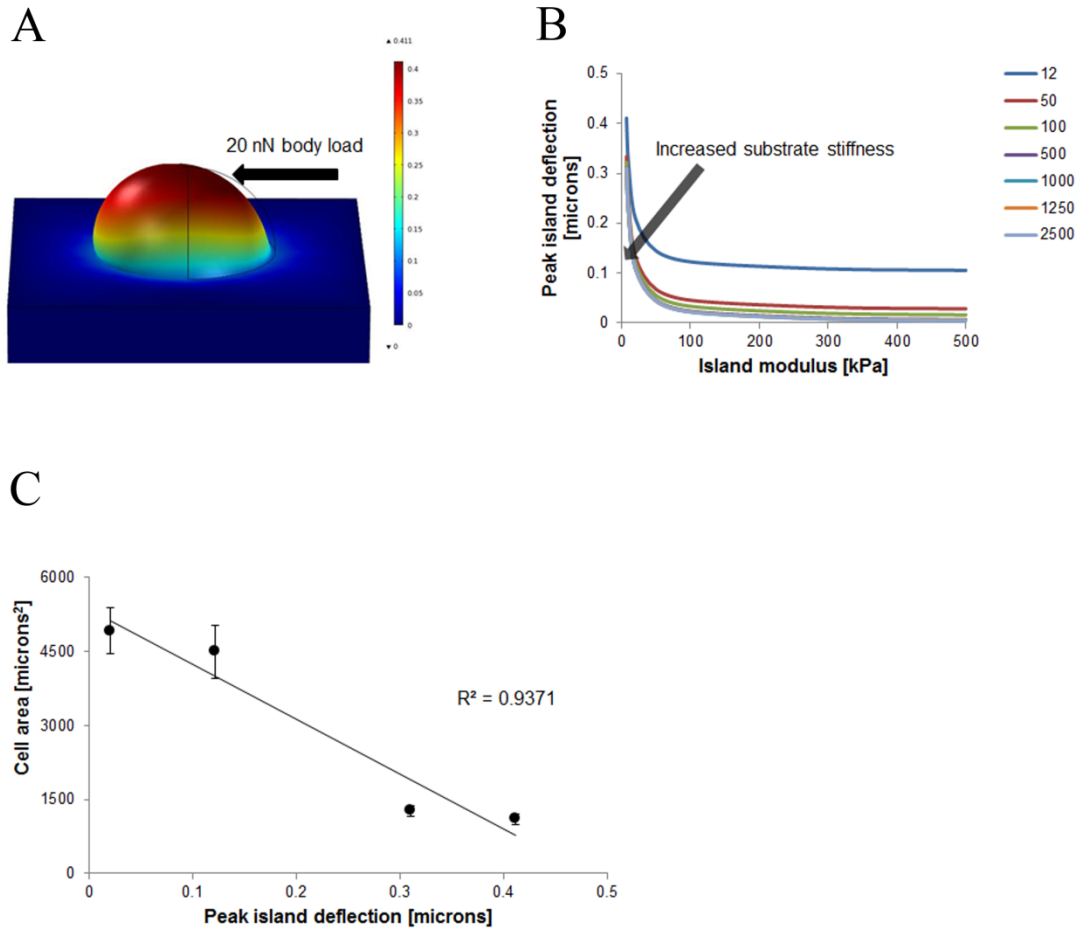 A
▲ 0.411
0.4
0.35
0.3
0.25
0.2
0.15
0.1
0.05
0
▼ 0
20 nN body load
B
Peak island deflection
[microns]
0.5
0.4
0.3
0.2
0.1
0
0 100 200 300 400 500
Island modulus [kPa]
Increased substrate stiffness
12
50
100
500
1000
1250
2500
C
Cell area [microns²]
6000
4500
3000
1500
0
0 0.1 0.2 0.3 0.4 0.5
Peak island deflection [microns]
R² = 0.9371